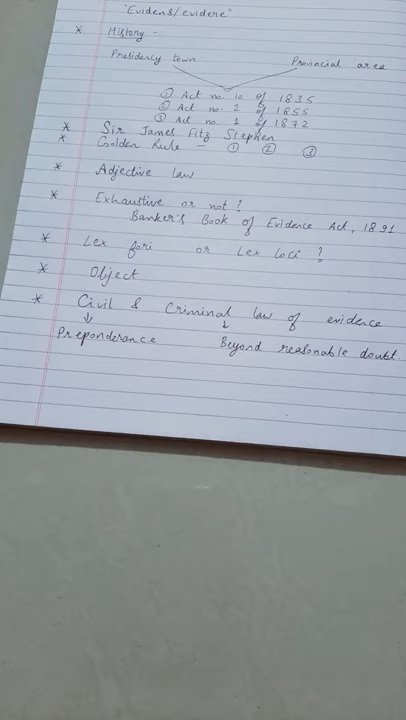 "Evidens/evidere"
* History -
Presidency town Provincial area
① Act no. 10 of 1835
② Act no. 2 of 1855
③ Act no. 1 of 1872
* Sir James Fitz Stephen
* Golden Rule - ① ② ③
* Adjective law
* Exhaustive or not?
Banker's Book of Evidence Act, 1891
* Lex fori or Lex loci ?
* Object
* Civil & Criminal law of evidence
↓ ↓
Preponderance Beyond reasonable doubt.